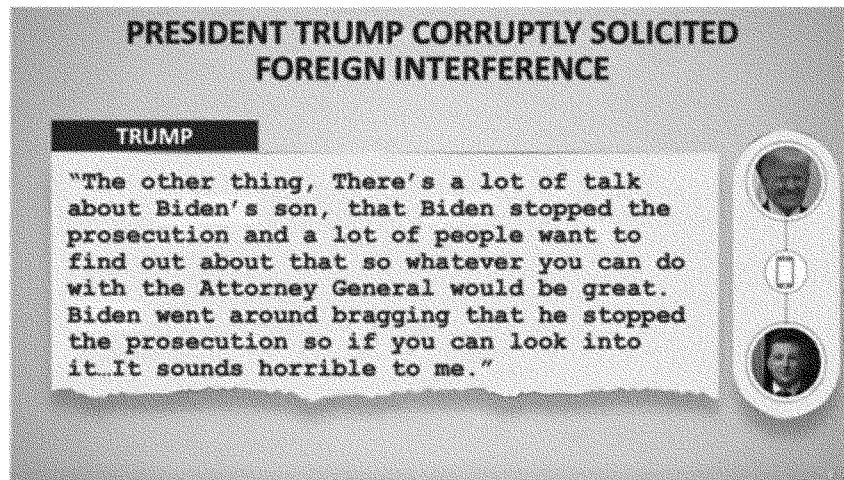 PRESIDENT TRUMP CORRUPTLY SOLICITED
FOREIGN INTERFERENCE
TRUMP
“The other thing, There’s a lot of talk
about Biden’s son, that Biden stopped the
prosecution and a lot of people want to
find out about that so whatever you can do
with the Attorney General would be great.
Biden went around bragging that he stopped
the prosecution so if you can look into
it…It sounds horrible to me.”